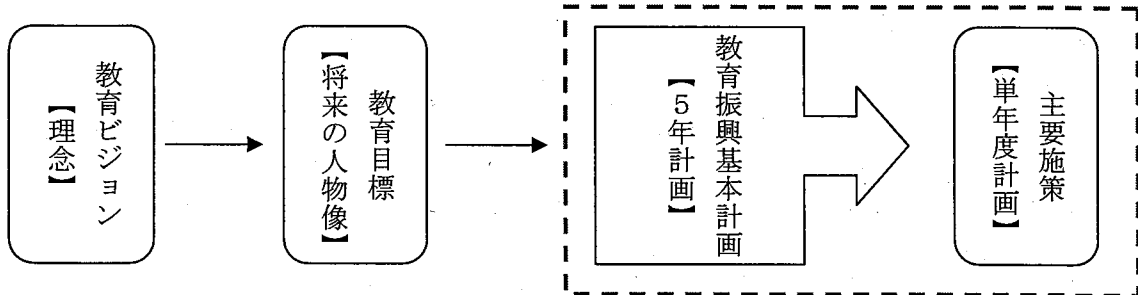 教育ビジョン
【理念】
教育目標
【将来の人物像】
教育振興基本計画
【5年計画】
主要施策
【単年度計画】